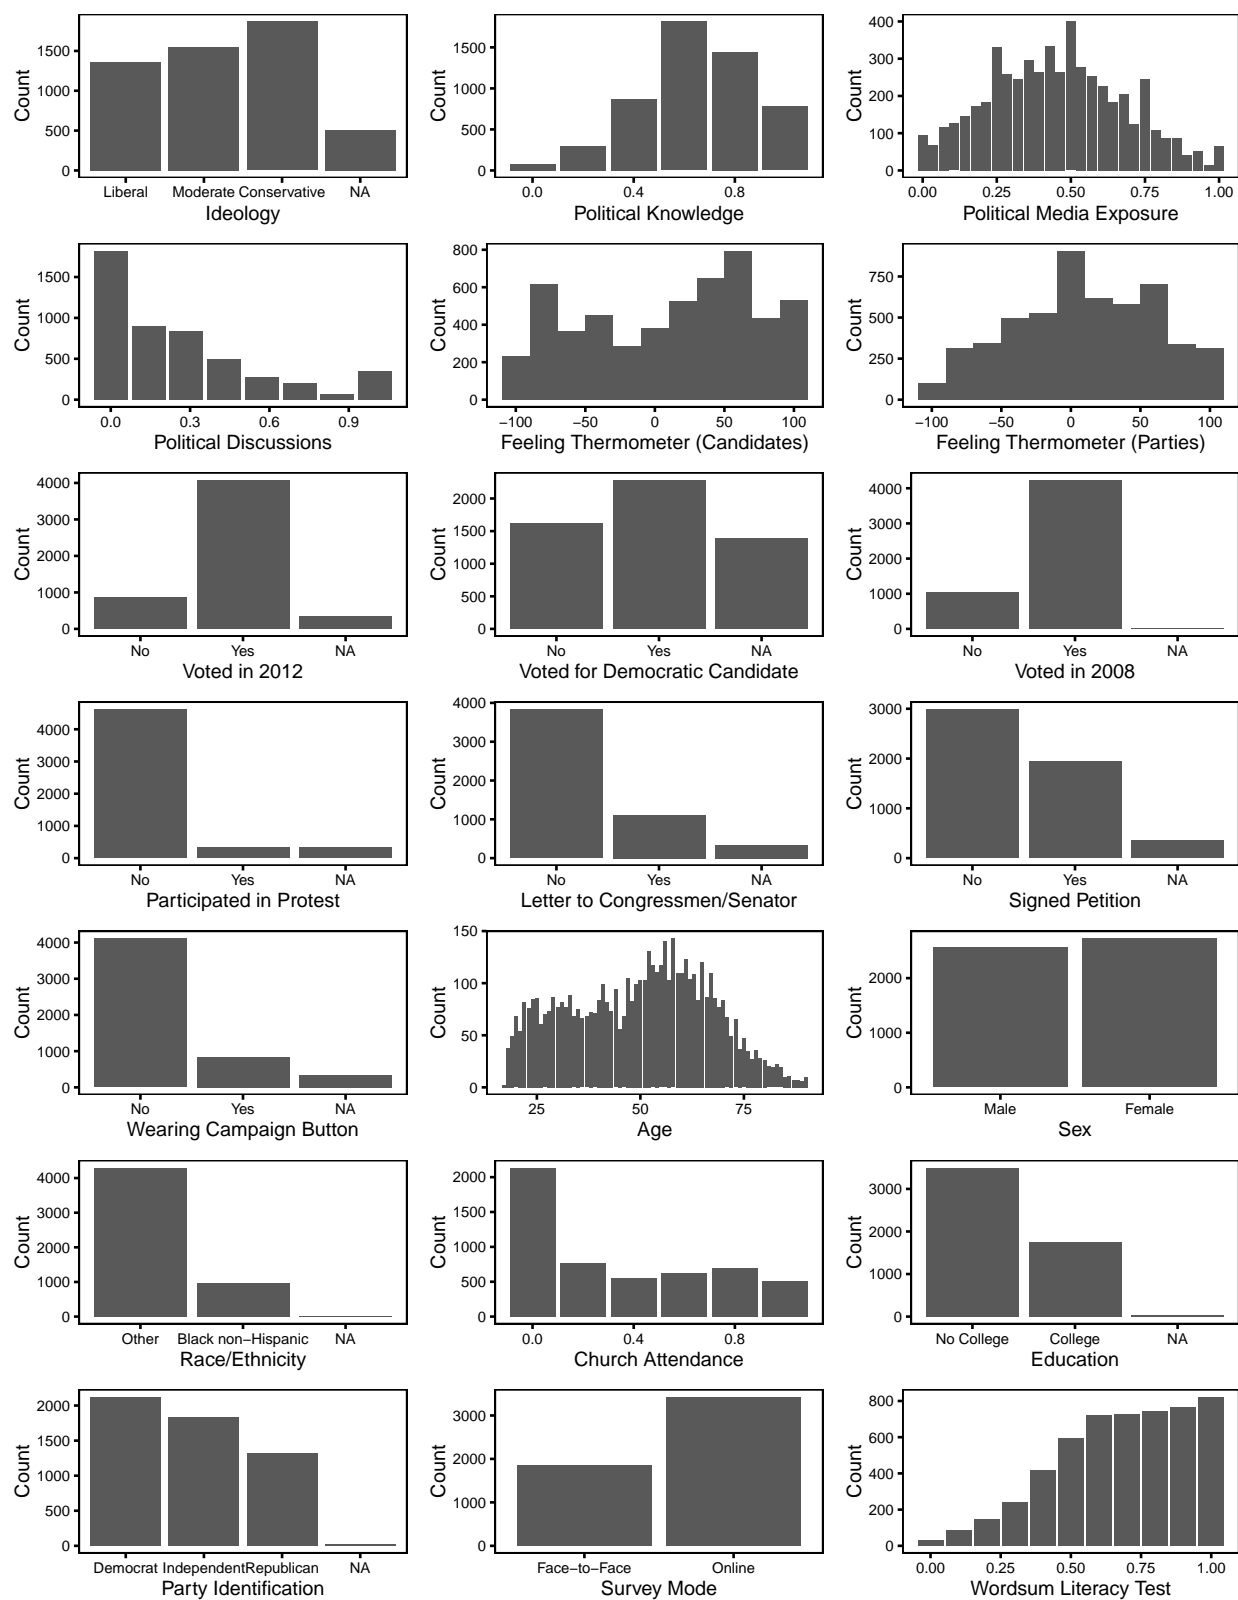 Count
1500
1000
500
0
Liberal Moderate Conservative NA
Ideology
Count
1500
1000
500
0
0.0 0.4 0.8
Political Knowledge
Count
400
300
200
100
0
0.00 0.25 0.50 0.75 1.00
Political Media Exposure
Count
1500
1000
500
0
0.0 0.3 0.6 0.9
Political Discussions
Count
800
600
400
200
0
−100 −50 0 50 100
Feeling Thermometer (Candidates)
Count
750
500
250
0
−100 −50 0 50 100
Feeling Thermometer (Parties)
Count
4000
3000
2000
1000
0
No Yes NA
Voted in 2012
Count
2000
1500
1000
500
0
No Yes NA
Voted for Democratic Candidate
Count
4000
3000
2000
1000
0
No Yes NA
Voted in 2008
Count
4000
3000
2000
1000
0
No Yes NA
Participated in Protest
Count
4000
3000
2000
1000
0
No Yes NA
Letter to Congressmen/Senator
Count
3000
2000
1000
0
No Yes NA
Signed Petition
Count
4000
3000
2000
1000
0
No Yes NA
Wearing Campaign Button
Count
150
100
50
0
25 50 75
Age
Count
2000
1000
0
Male Female
Sex
Count
4000
3000
2000
1000
0
Other Black non−Hispanic NA
Race/Ethnicity
Count
2000
1500
1000
500
0
0.0 0.4 0.8
Church Attendance
Count
3000
2000
1000
0
No College College NA
Education
Count
2000
1500
1000
500
0
Democrat Independent Republican NA
Party Identification
Count
3000
2000
1000
0
Face−to−Face Online
Survey Mode
Count
800
600
400
200
0
0.00 0.25 0.50 0.75 1.00
Wordsum Literacy Test